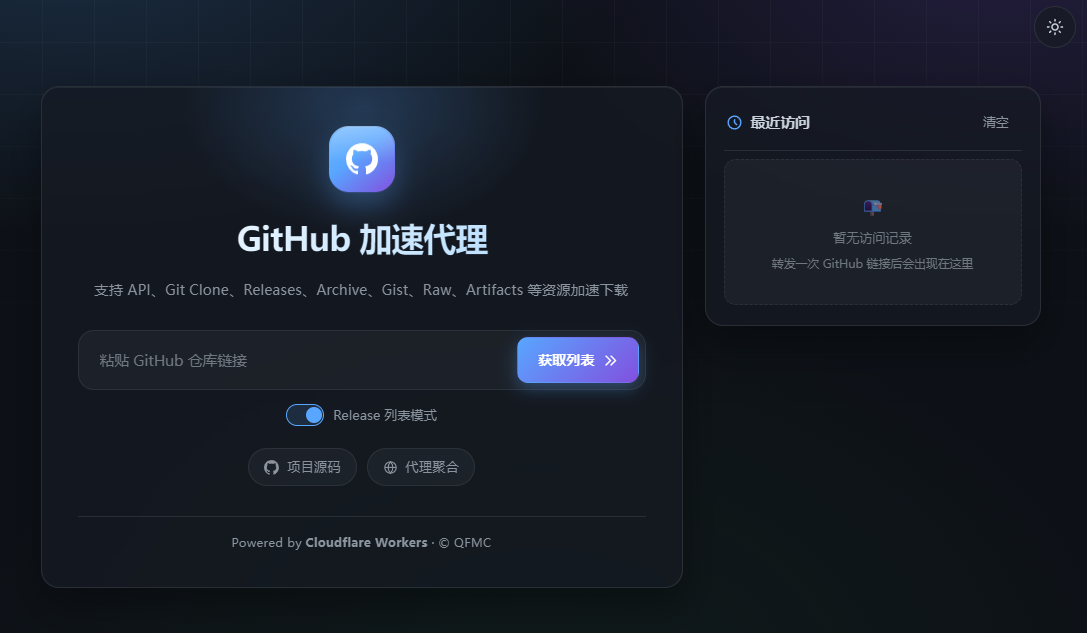 GitHub 加速代理
支持 API、Git Clone、Releases、Archive、Gist、Raw、Artifacts 等资源加速下载
粘贴 GitHub 仓库链接
获取列表
Release 列表模式
项目源码
代理聚合
Powered by Cloudflare Workers · © QFMC
最近访问
清空
暂无访问记录
转发一次 GitHub 链接后会出现在这里